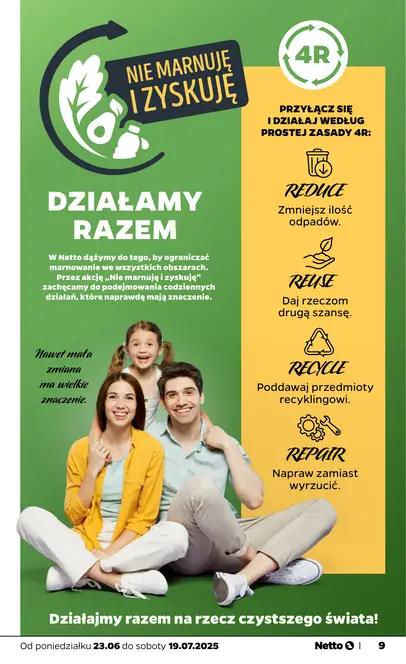 NIE MARNUJĘ
I ZYSKUJĘ
DZIAŁAMY
RAZEM
W Netto dążymy do tego, by ograniczać
marnowanie we wszystkich obszarach.
Przez akcję „Nie marnuję i zyskuję”
zachęcamy do podejmowania codziennych
działań, które naprawdę mają znaczenie.
Nawet mała
zmiana
ma wielkie
znaczenie.
4R
PRZYŁĄCZ SIĘ
I DZIAŁAJ WEDŁUG
PROSTEJ ZASADY 4R:
REDUCE
Zmniejsz ilość
odpadów.
REUSE
Daj rzeczom
drugą szansę.
RECYCLE
Poddawaj przedmioty
recyklingowi.
REPAIR
Napraw zamiast
wyrzucić.
Działajmy razem na rzecz czystszego świata!
Od poniedziałku 23.06 do soboty 19.07.2025
Netto | 9